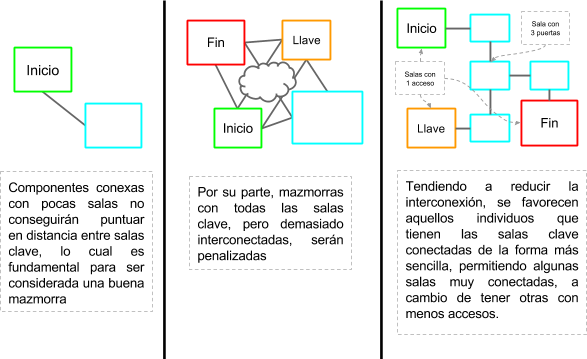 Inicio
Componentes conexas
con pocas salas no
conseguirán puntuar
en distancia entre salas
clave, lo cual es
fundamental para ser
considerada una buena
mazmorra
Fin
Llave
Inicio
Por su parte, mazmorras
con todas las salas
clave, pero demasiado
interconectadas, serán
penalizadas
Inicio
Sala con
3 puertas
Salas con
1 acceso
Llave
Fin
Tendiendo a reducir la
interconexión, se favorecen
aquellos individuos que
tienen las salas clave
conectadas de la forma más
sencilla, permitiendo algunas
salas muy conectadas, a
cambio de tener otras con
menos accesos.